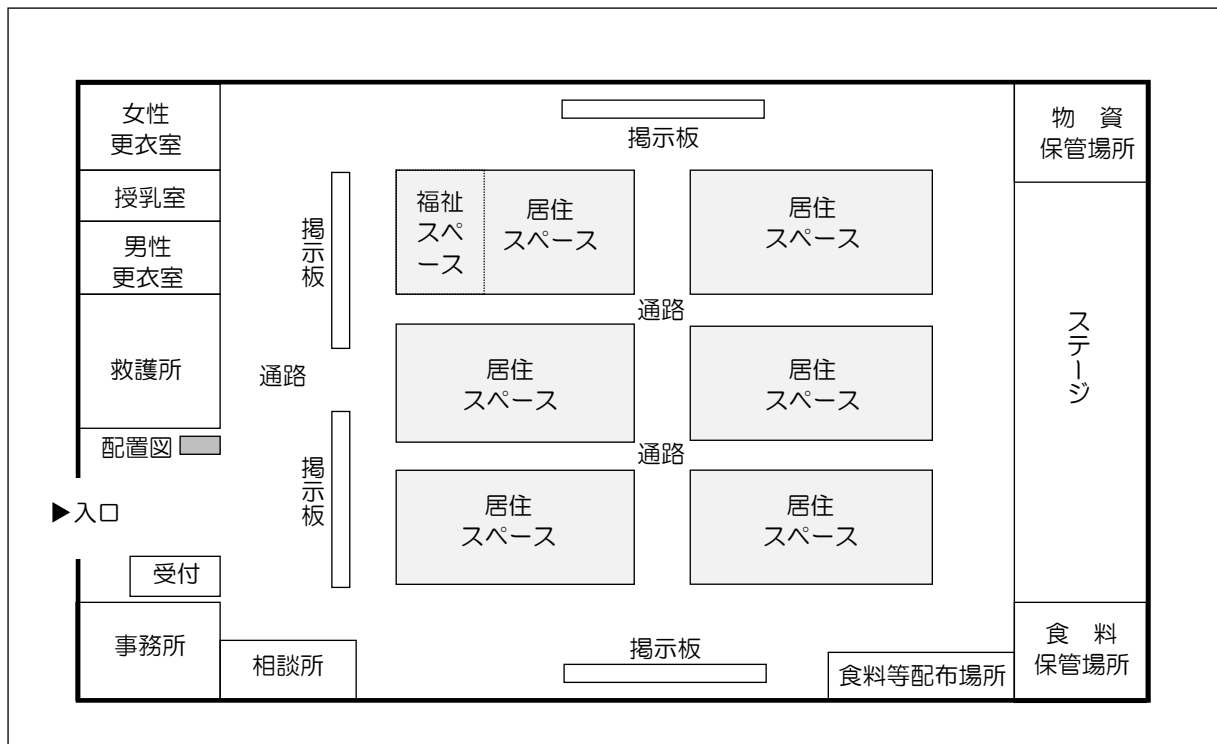 女性
更衣室
授乳室
男性
更衣室
救護所
配置図
▶入口
受付
事務所
相談所
掲示板
通路
掲示板
掲示板
福祉
スペ
ース
居住
スペース
居住
スペース
通路
居住
スペース
居住
スペース
通路
居住
スペース
居住
スペース
掲示板
食料等配布場所
物　資
保管場所
ステージ
食　料
保管場所